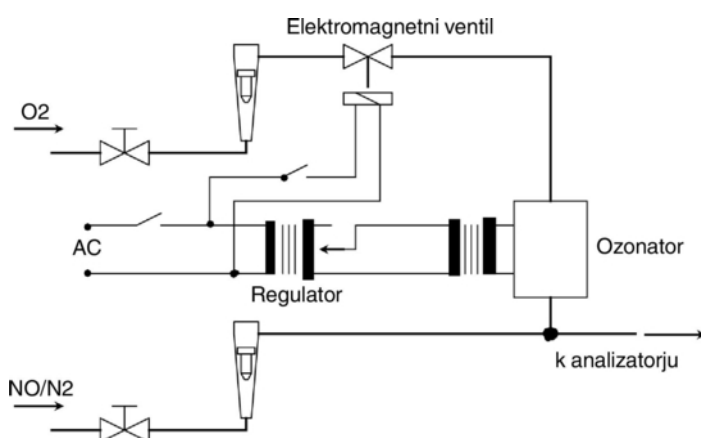 Elektromagnetni ventil
O2
AC
Ozonator
Regulator
k analizatorju
NO/N2